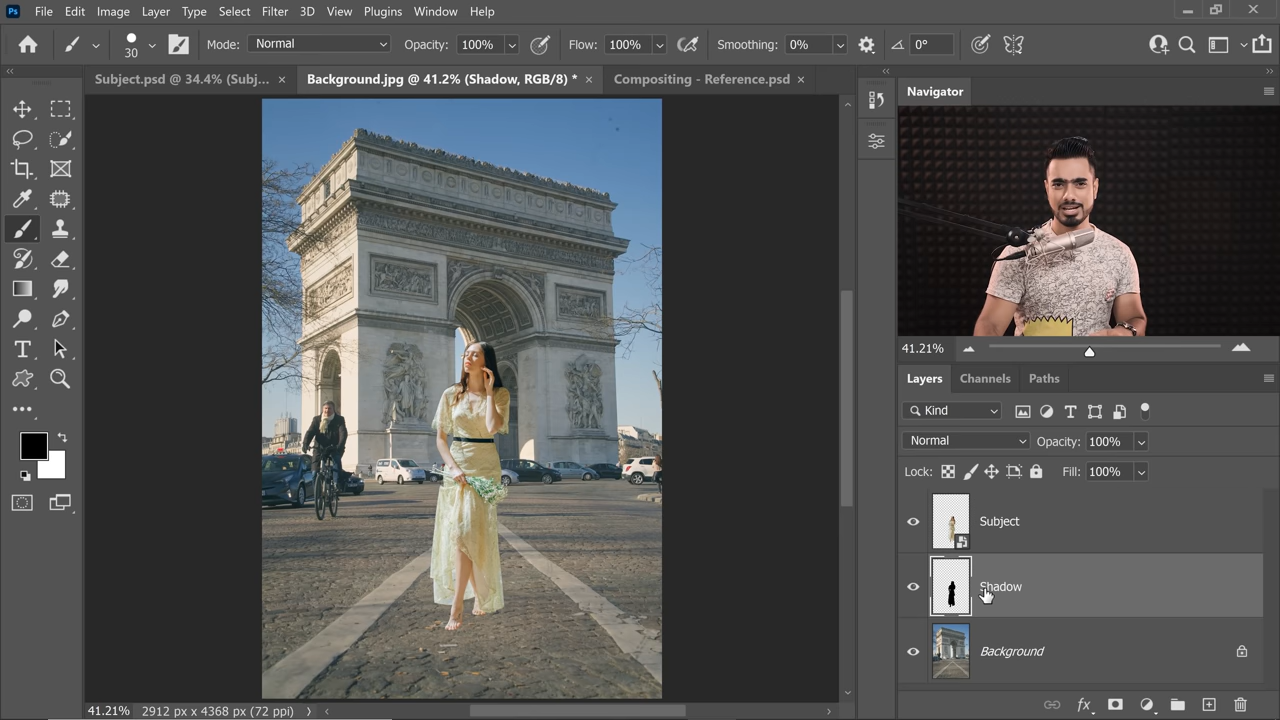 Ps File Edit Image Layer Type Select Filter 3D View Plugins Window Help
30 Mode: Normal Opacity: 100% Flow: 100% Smoothing: 0% 0°
Subject.psd @ 34.4% (Subj... × Background.jpg @ 41.2% (Shadow, RGB/8) * × Compositing - Reference.psd ×
Navigator
41.21%
Layers Channels Paths
Kind
Normal Opacity: 100%
Lock: Fill: 100%
Subject
Shadow
Background
41.21% 2912 px x 4368 px (72 ppi)
fx